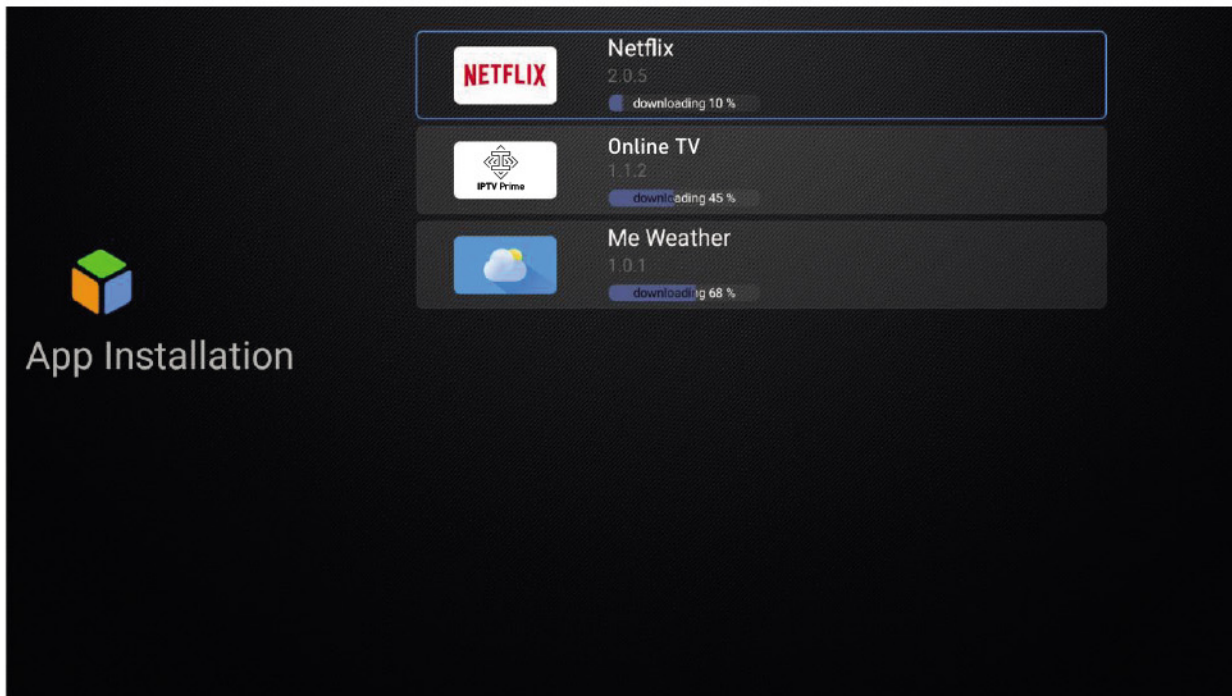 App Installation
NETFLIX
Netflix
2.0.5
downloading 10 %
IPTV Prime
Online TV
1.1.2
downloading 45 %
Me Weather
1.0.1
downloading 68 %